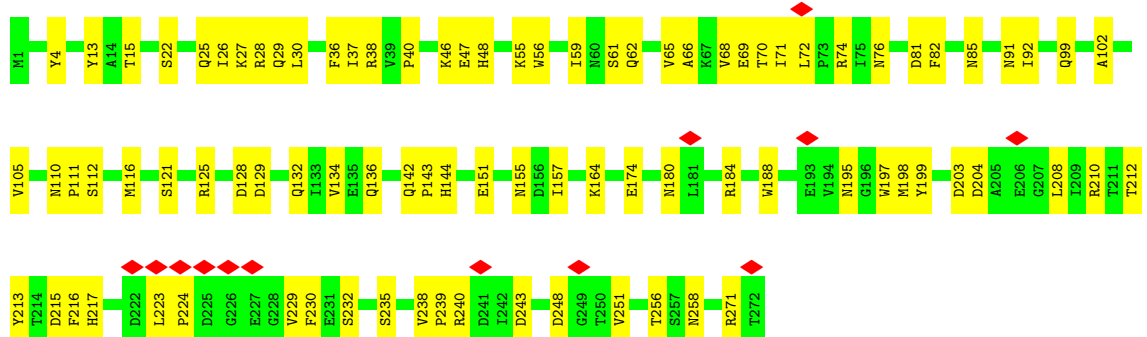 M1 Y4 Y13 A14 T15 S22 Q25 I26 K27 R28 Q29 L30 F36 I37 R38 V39 P40 K46 E47 H48 K55 W56 I59 N60 S61 Q62 V65 A66 K67 V68 E69 T70 I71 L72 P73 R74 I75 N76 D81 F82 N85 N91 I92 Q99 A102
V105 N110 P111 S112 M116 S121 R125 D128 D129 Q132 I133 V134 E135 Q136 Q142 P143 H144 E151 N155 D156 I157 K164 E174 N180 L181 R184 W188 E193 V194 N195 G196 W197 M198 Y199 D203 D204 A205 E206 G207 L208 I209 R210 T211 T212
Y213 T214 D215 F216 H217 D222 L223 P224 D225 G226 E227 G228 V229 F230 E231 S232 S235 V238 P239 R240 D241 I242 D243 D248 G249 T250 V251 T256 S257 N258 R271 T272